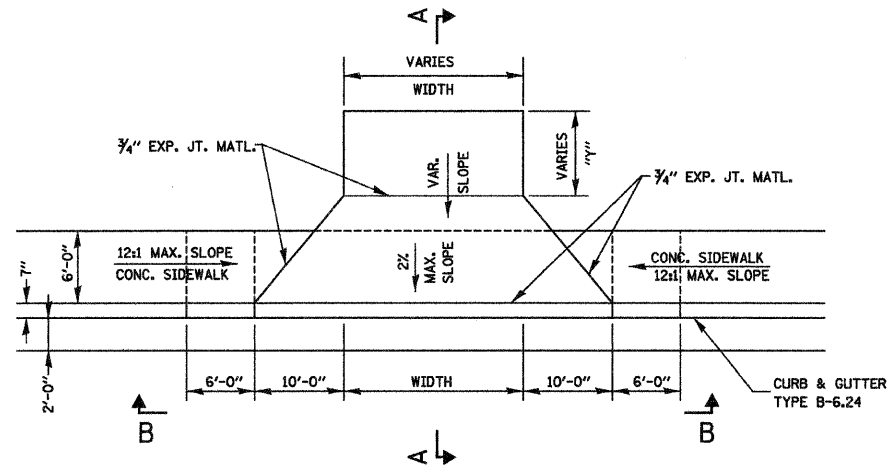 A
VARIES
WIDTH
3/4" EXP. JT. MATL.
VAR.
SLOPE
VARIES
"Y"
3/4" EXP. JT. MATL.
7"
6'-0"
12:1 MAX. SLOPE
CONC. SIDEWALK
2%
MAX.
SLOPE
CONC. SIDEWALK
12:1 MAX. SLOPE
2'-0"
6'-0"
10'-0"
WIDTH
10'-0"
6'-0"
CURB & GUTTER
TYPE B-6.24
B
B
A